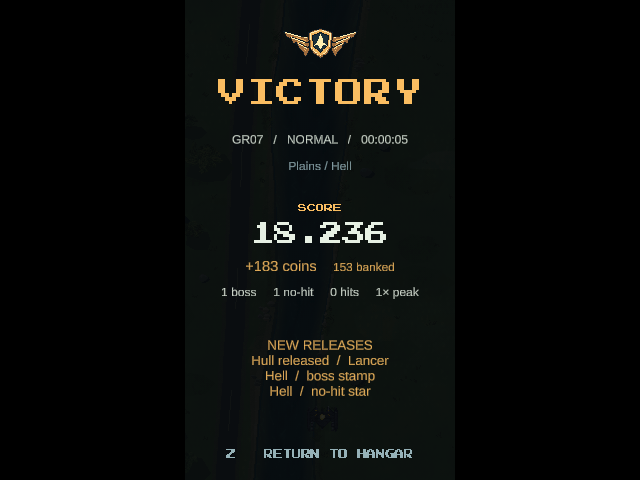 VICTORY
GR07 / NORMAL / 00:00:05
Plains / Hell
SCORE
18.236
+183 coins 153 banked
1 boss 1 no-hit 0 hits 1× peak
NEW RELEASES
Hull released / Lancer
Hell / boss stamp
Hell / no-hit star
Z RETURN TO HANGAR